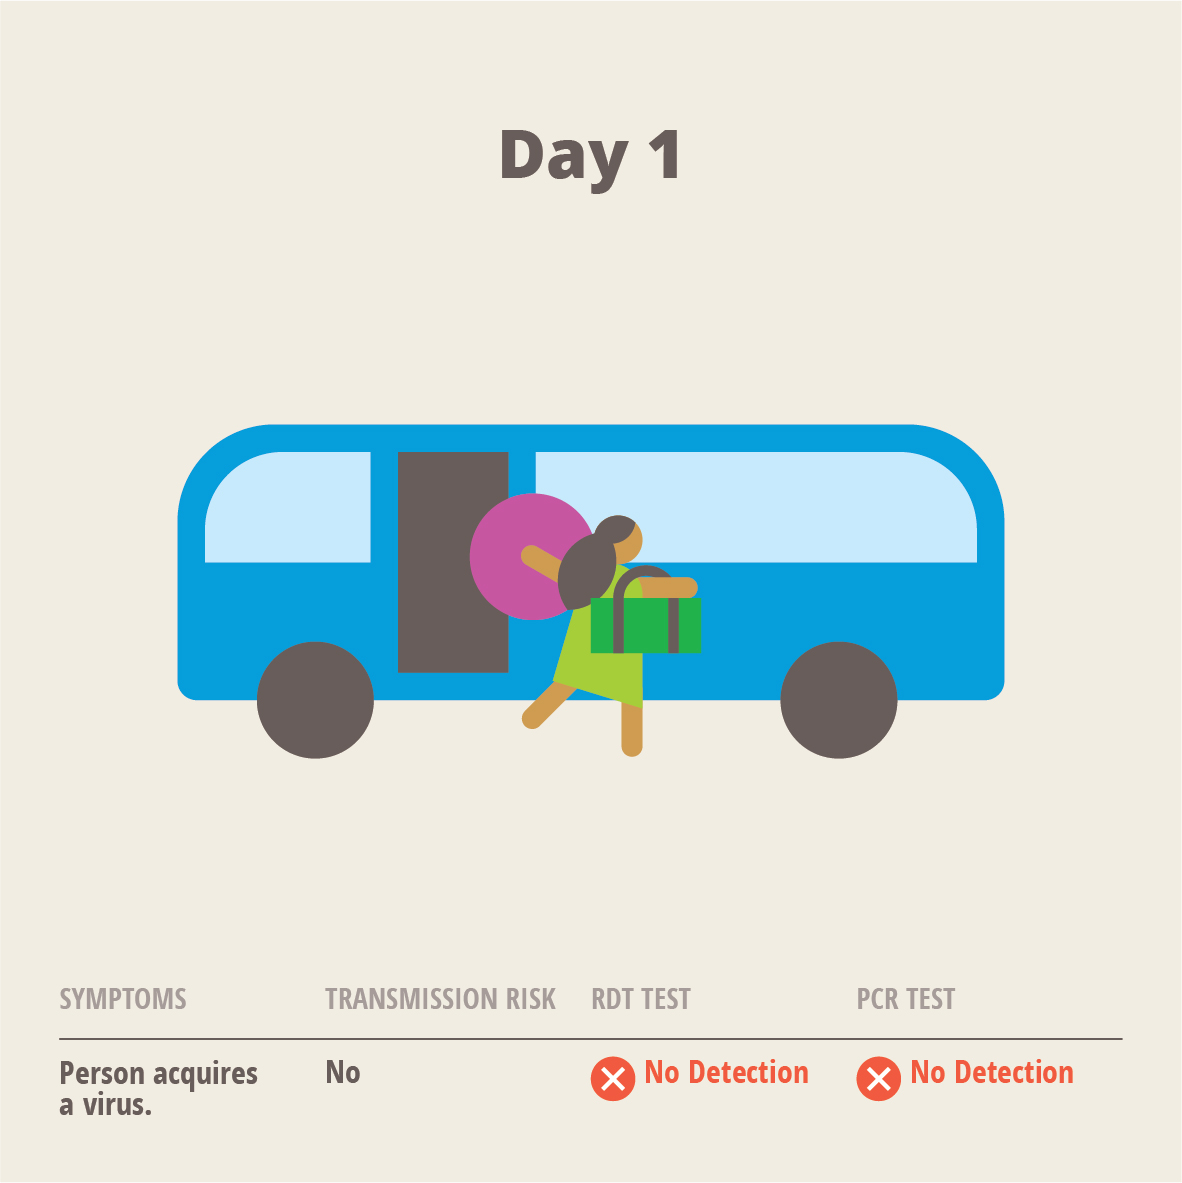 Day 1
SYMPTOMS TRANSMISSION RISK RDT TEST PCR TEST
Person acquires No No Detection No Detection
a virus.